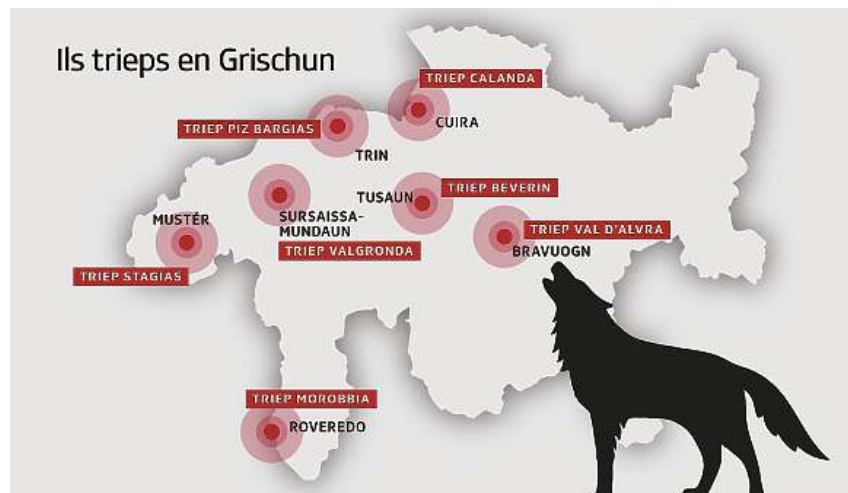 Ils trieps en Grischun
TRIEP CALANDA
CUIRA
TRIEP PIZ BARGIAS
TRIN
TRIEP BEVERIN
TUSAUN
SURSAISSA-
MUNDAUN
TRIEP VALGRONDA
MUSTÉR
TRIEP STAGIAS
TRIEP VAL D'ALVRA
BRAVUOGN
TRIEP MOROBBIA
ROVEREDO